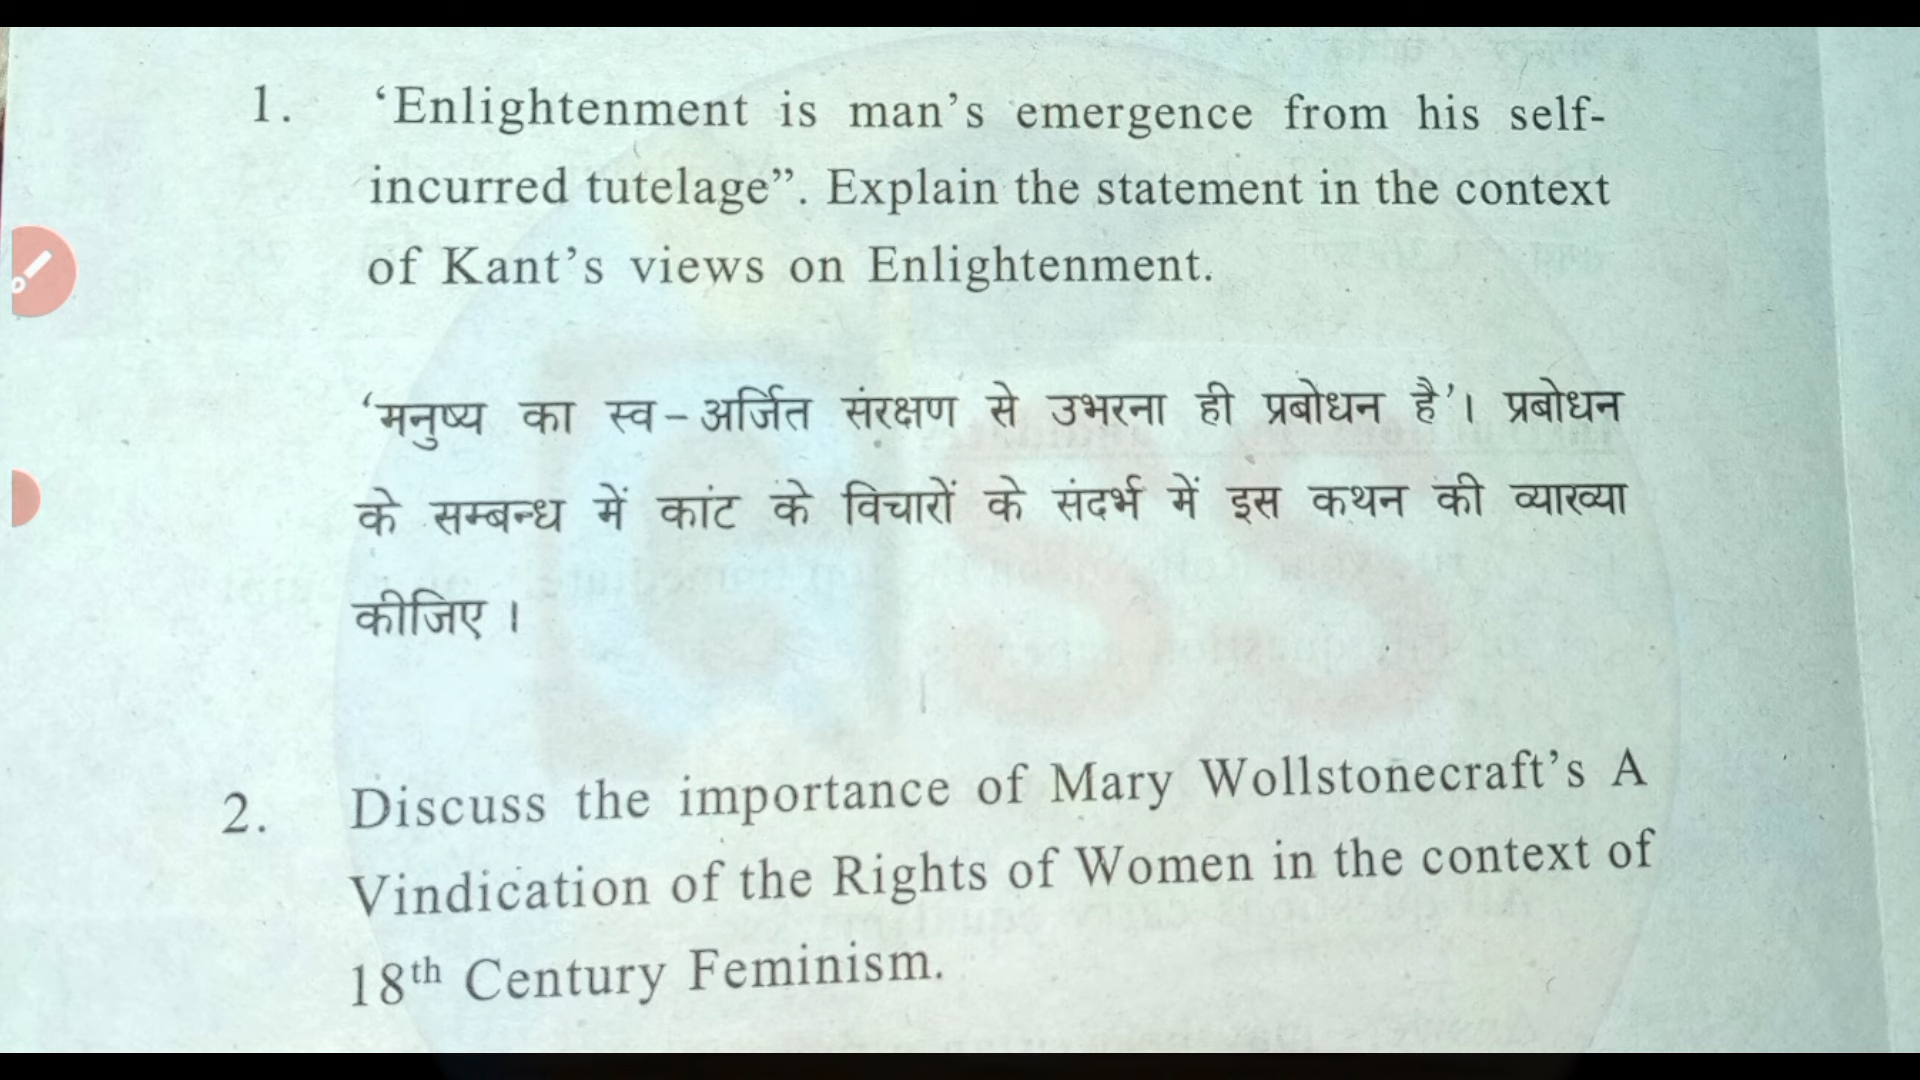 1. ‘Enlightenment is man’s emergence from his self-
incurred tutelage”. Explain the statement in the context
of Kant’s views on Enlightenment.
‘मनुष्य का स्व-अर्जित संरक्षण से उभरना ही प्रबोधन है’। प्रबोधन
के सम्बन्ध में कांट के विचारों के संदर्भ में इस कथन की व्याख्या
कीजिए।
2. Discuss the importance of Mary Wollstonecraft’s A
Vindication of the Rights of Women in the context of
18th Century Feminism.
GSS